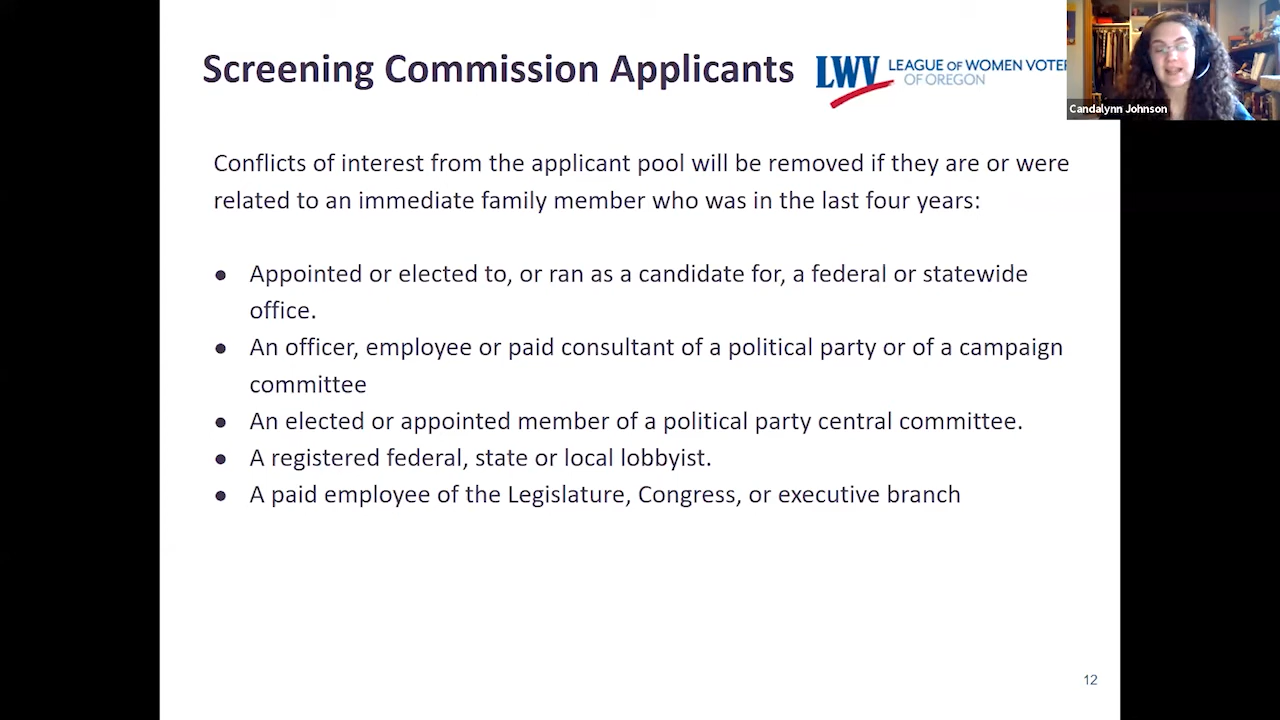 Screening Commission Applicants
LWV
LEAGUE OF WOMEN VOTER
OF OREGON
Candalynn Johnson
Conflicts of interest from the applicant pool will be removed if they are or were
related to an immediate family member who was in the last four years:
● Appointed or elected to, or ran as a candidate for, a federal or statewide
office.
● An officer, employee or paid consultant of a political party or of a campaign
committee
● An elected or appointed member of a political party central committee.
● A registered federal, state or local lobbyist.
● A paid employee of the Legislature, Congress, or executive branch
12